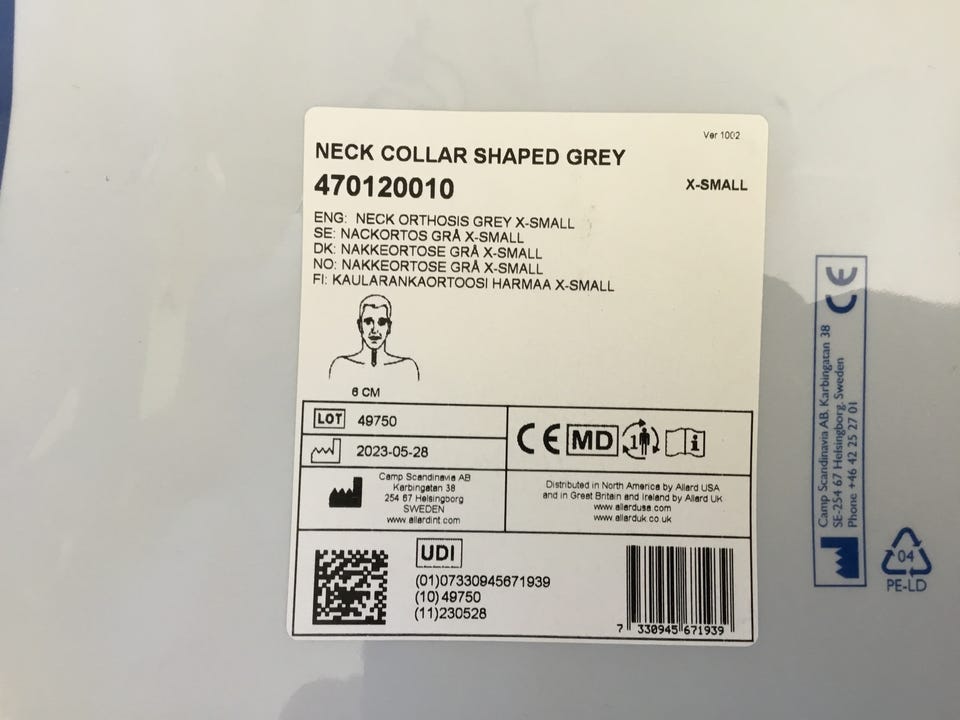 Ver 1002
NECK COLLAR SHAPED GREY
470120010
X-SMALL
ENG: NECK ORTHOSIS GREY X-SMALL
SE: NACKORTOS GRÅ X-SMALL
DK: NAKKEORTOSE GRÅ X-SMALL
NO: NAKKEORTOSE GRÅ X-SMALL
FI: KAULARANKAORTOOSI HARMAA X-SMALL
6 CM
LOT 49750
2023-05-28
CE MD 1 i
Camp Scandinavia AB
Karbingatan 38
254 67 Helsingborg
SWEDEN
www.allardint.com
Distributed in North America by Allard USA
and in Great Britain and Ireland by Allard UK
www.allardusa.com
www.allarduk.co.uk
UDI
(01)07330945671939
(10)49750
(11)230528
7 330945 671939
CE
Camp Scandinavia AB. Karbingatan 38
SE-254 67 Helsingborg. Sweden
Phone +46 42 25 27 01
04
PE-LD